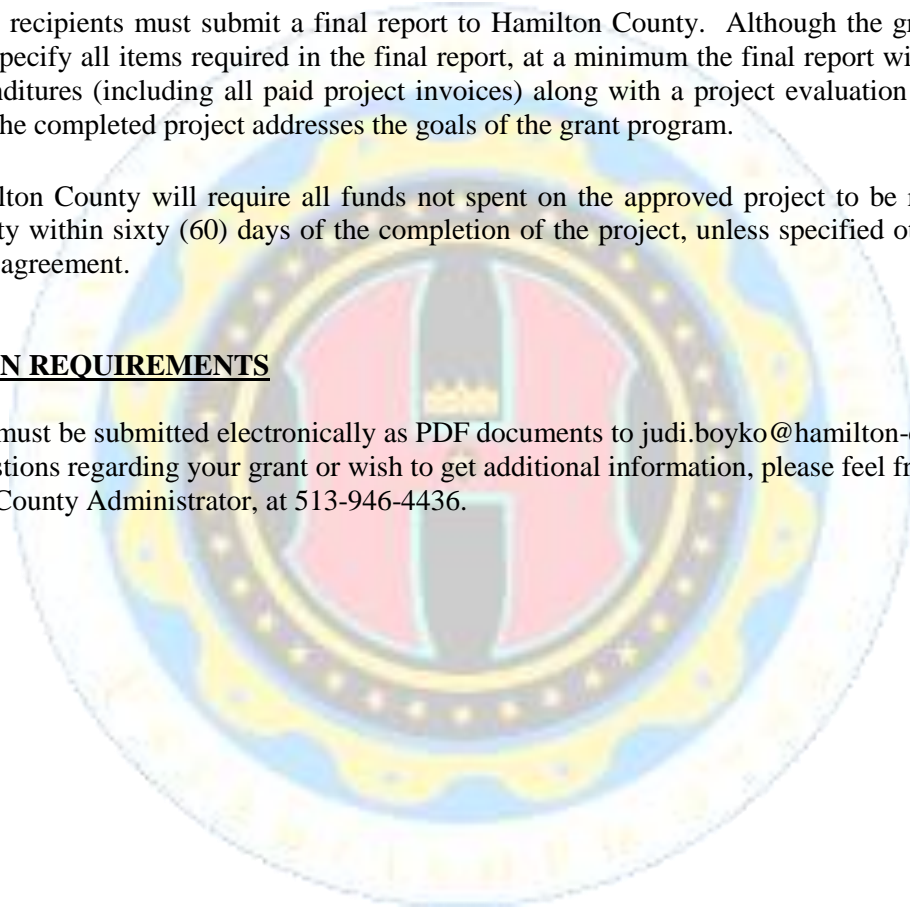 recipients must submit a final report to Hamilton County. Although the gr
pecify all items required in the final report, at a minimum the final report wi
nditures (including all paid project invoices) along with a project evaluation
he completed project addresses the goals of the grant program.
lton County will require all funds not spent on the approved project to be r
ty within sixty (60) days of the completion of the project, unless specified o
agreement.
N REQUIREMENTS
must be submitted electronically as PDF documents to judi.boyko@hamilton-
stions regarding your grant or wish to get additional information, please feel fr
County Administrator, at 513-946-4436.